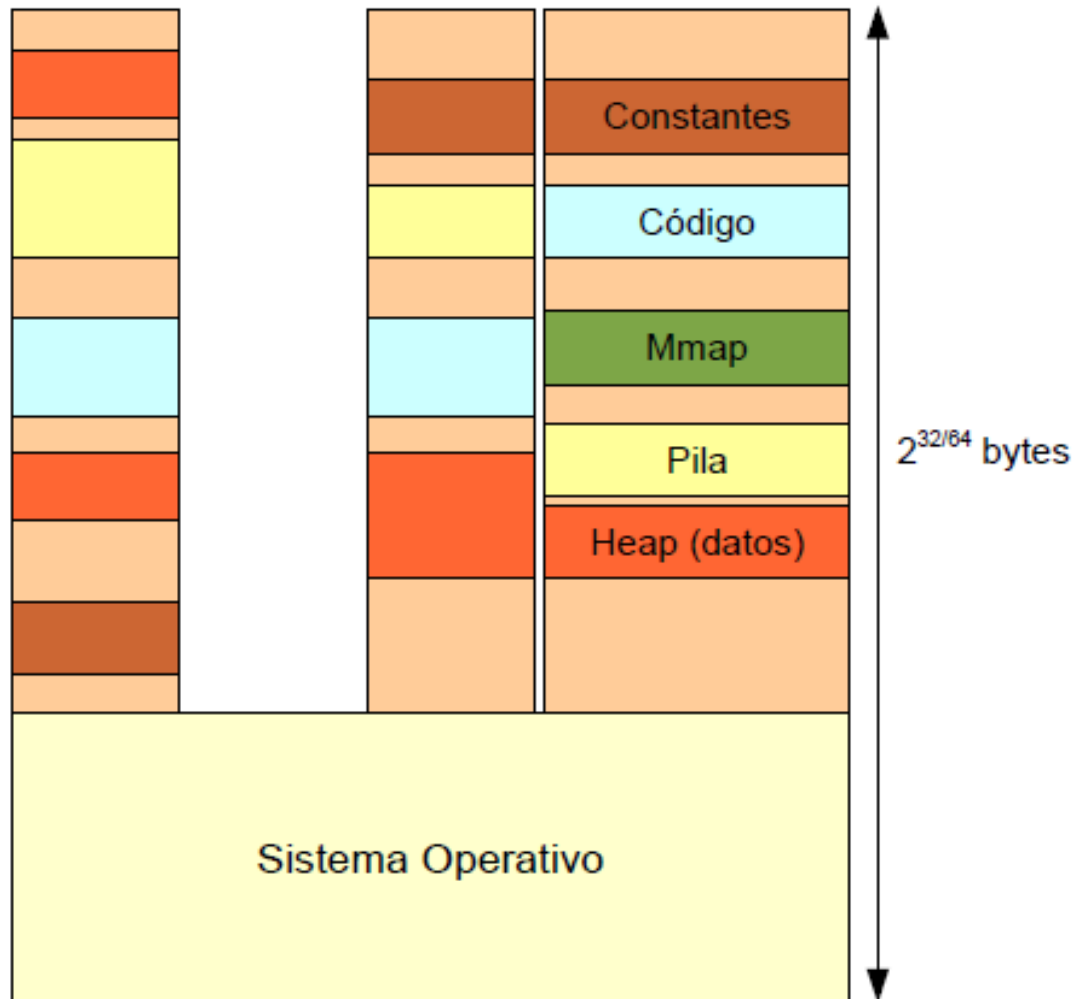 Constantes
Código
Mmap
Pila
Heap (datos)
2^32/64 bytes
Sistema Operativo